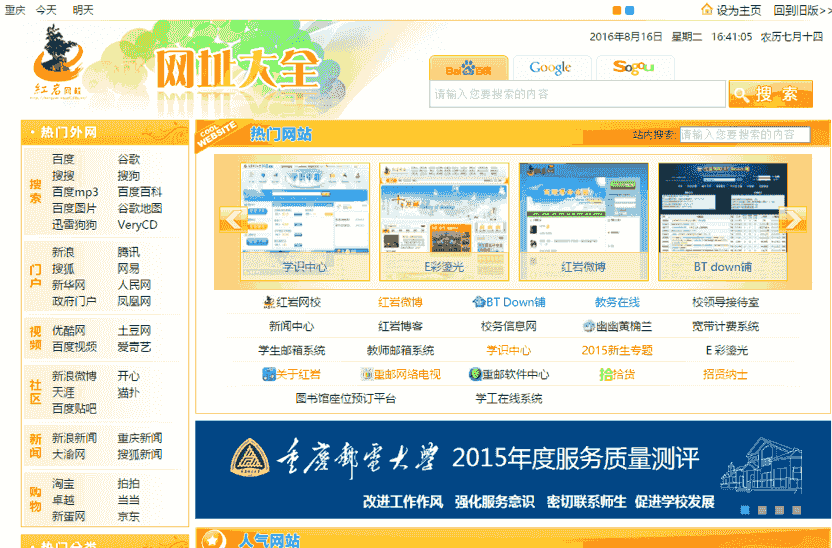 重庆 今天 明天
设为主页 回到旧版>>
2016年8月16日 星期二 16:41:05 农历七月十四
红岩网校
网址大全
Bai百度 Google Sogou
请输入您要搜索的内容 搜索
· 热门外网
搜索
百度 谷歌
搜搜 搜狗
百度mp3 百度百科
百度图片 谷歌地图
迅雷狗狗 VeryCD
门户
新浪 腾讯
搜狐 网易
新华网 人民网
政府门户 凤凰网
视频
优酷网 土豆网
百度视频 爱奇艺
社区
新浪微博 开心
天涯 猫扑
百度贴吧
新闻
新浪新闻 重庆新闻
大渝网 搜狐新闻
购物
淘宝 拍拍
卓越 当当
新蛋网 京东
· 热门分类
COOL WEBSITE 热门网站 站内搜索: 请输入您要搜索的内容
学识中心 E彩鎏光 红岩微博 BT down铺
红岩网校 红岩微博 BT Down铺 教务在线 校领导接待室
新闻中心 红岩博客 校务信息网 幽幽黄桷兰 宽带计费系统
学生邮箱系统 教师邮箱系统 学识中心 2015新生专题 E 彩鎏光
关于红岩 重邮网络电视 重邮软件中心 拾货 招贤纳士
图书馆座位预订平台 学工在线系统
重庆邮电大学 2015年度服务质量测评
改进工作作风 强化服务意识 密切联系师生 促进学校发展
人气网站